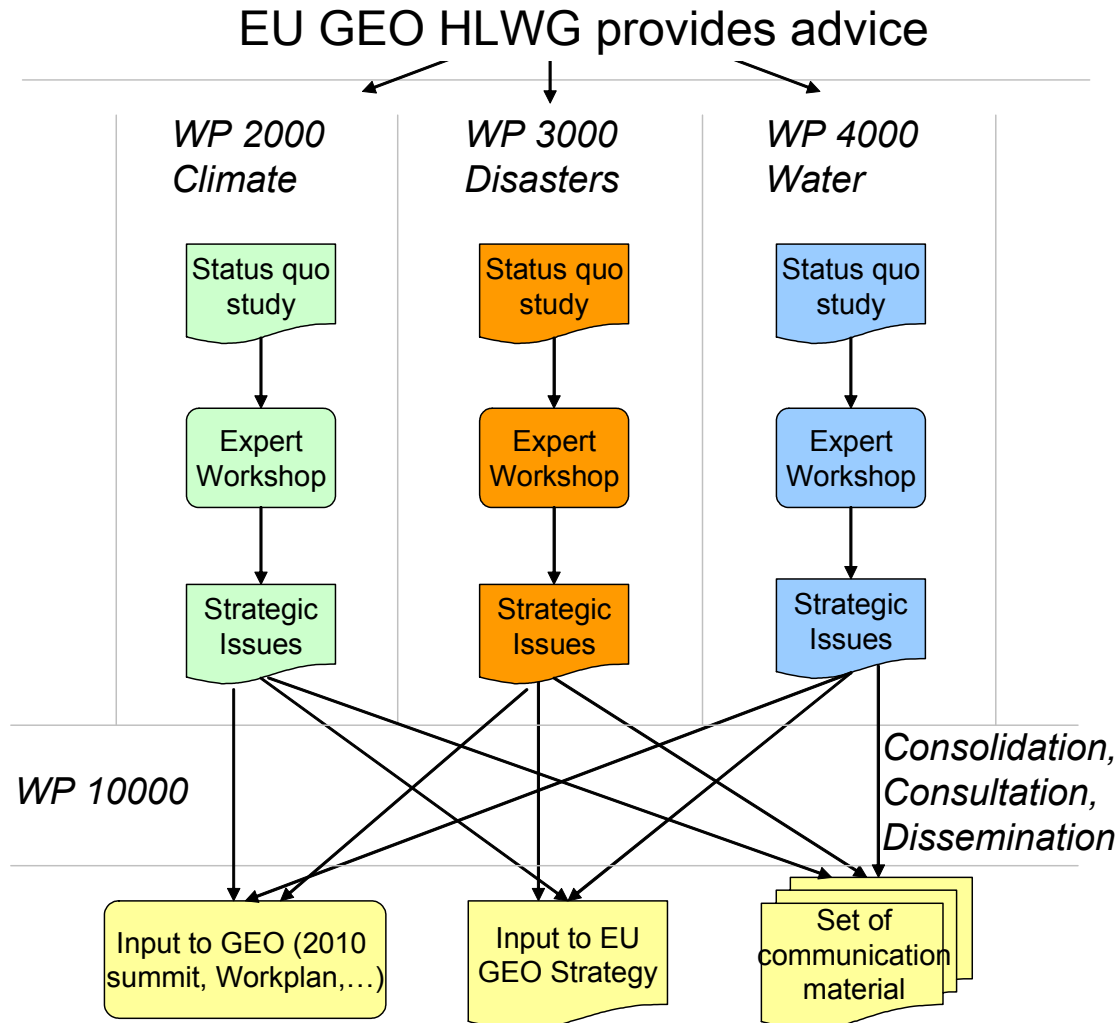 EU GEO HLWG provides advice
WP 2000
Climate
WP 3000
Disasters
WP 4000
Water
Status quo
study
Status quo
study
Status quo
study
Expert
Workshop
Expert
Workshop
Expert
Workshop
Strategic
Issues
Strategic
Issues
Strategic
Issues
WP 10000
Consolidation,
Consultation,
Dissemination
Input to GEO (2010
summit, Workplan,…)
Input to EU
GEO Strategy
Set of
communication
material